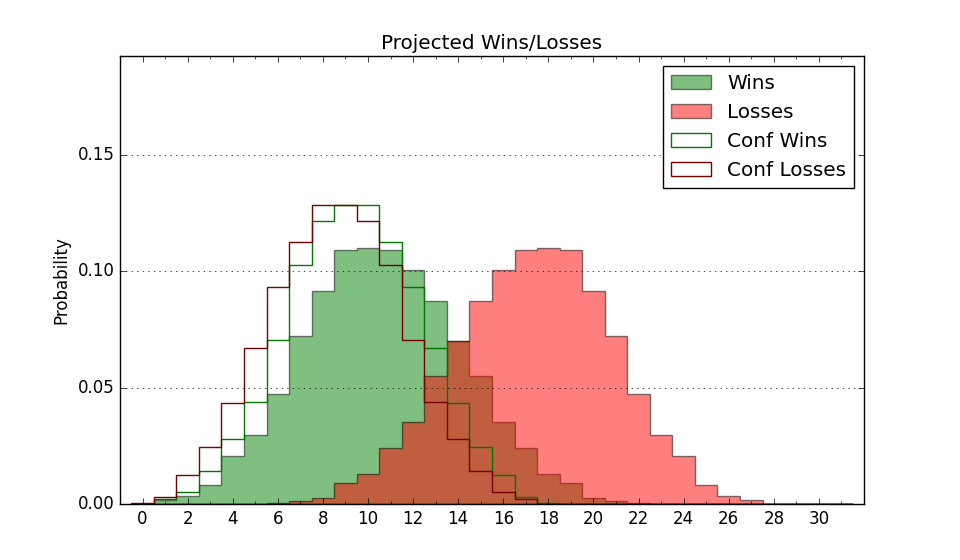 Projected Wins/Losses
Wins
Losses
Conf Wins
Conf Losses
Probability
0.15
0.10
0.05
0.00
0 2 4 6 8 10 12 14 16 18 20 22 24 26 28 30